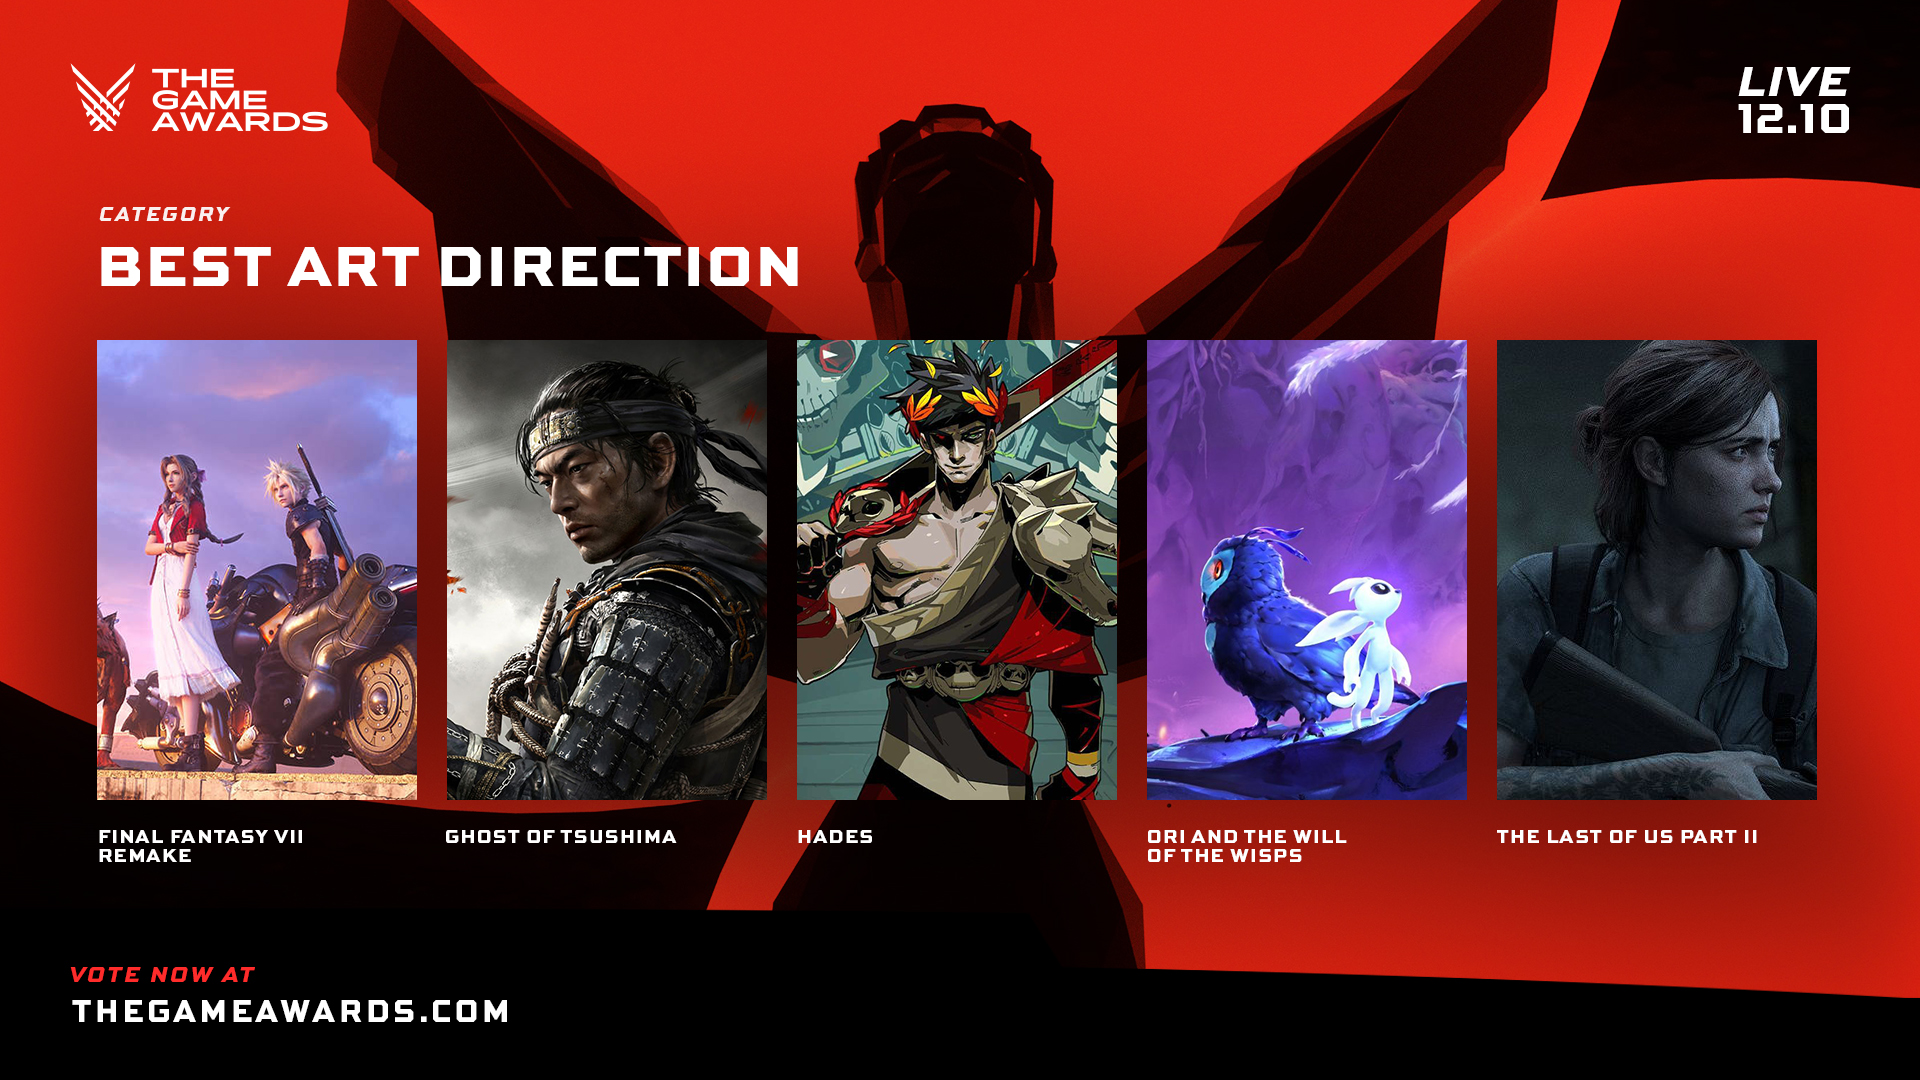 THE
GAME
AWARDS
LIVE
12.10
CATEGORY
BEST ART DIRECTION
FINAL FANTASY VII
REMAKE
GHOST OF TSUSHIMA
HADES
ORI AND THE WILL
OF THE WISPS
THE LAST OF US PART II
VOTE NOW AT
THEGAMEAWARDS.COM